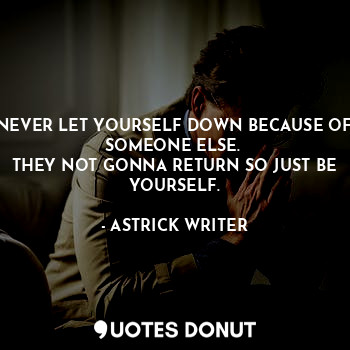 NEVER LET YOURSELF DOWN BECAUSE OF
SOMEONE ELSE.
THEY NOT GONNA RETURN SO JUST BE
YOURSELF.
- ASTRICK WRITER
QUOTES DONUT